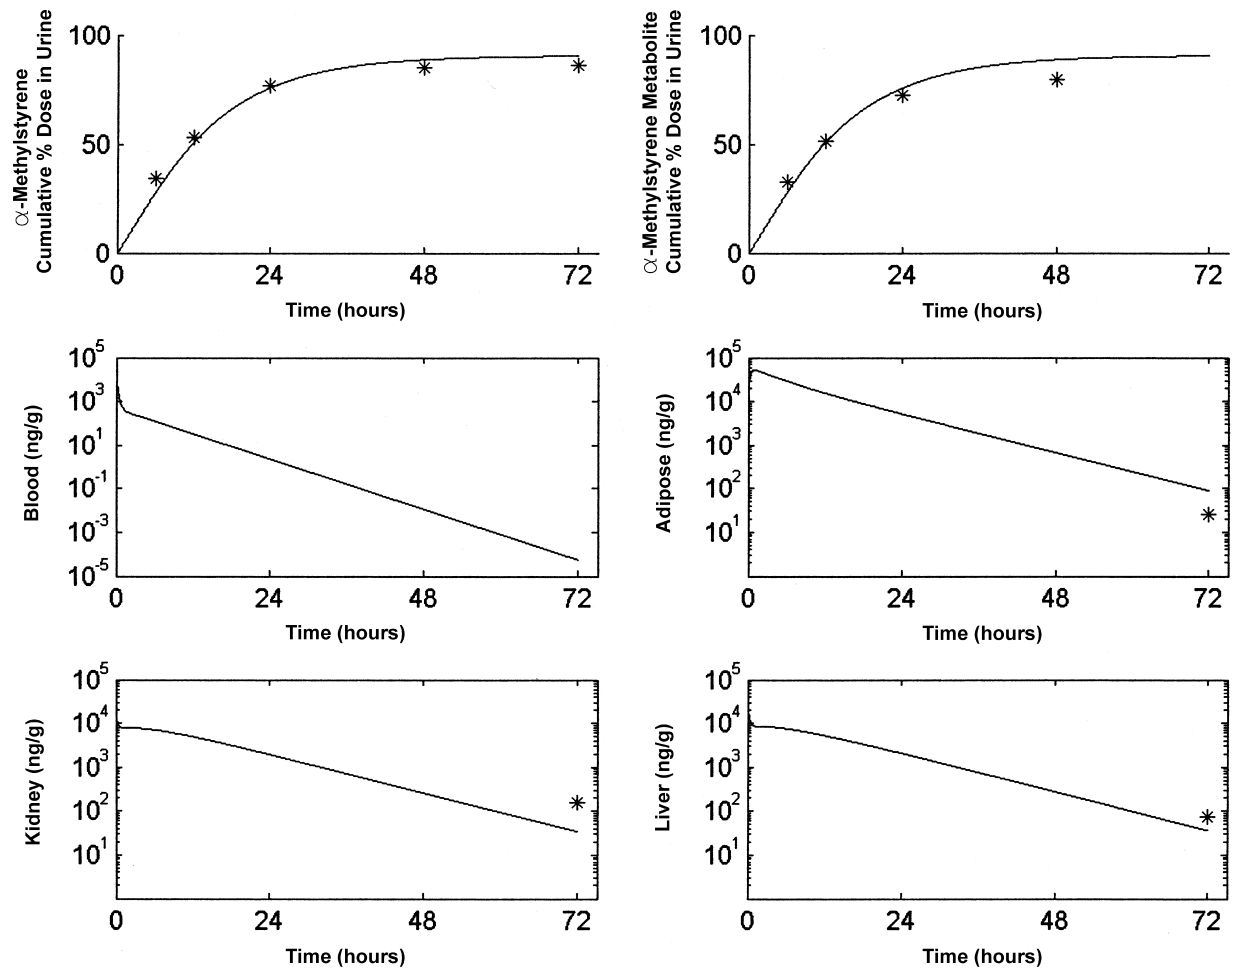 α-Methylstyrene
Cumulative % Dose in Urine
100
50
0
0 24 48 72
Time (hours)
α-Methylstyrene Metabolite
Cumulative % Dose in Urine
100
50
0
0 24 48 72
Time (hours)
Blood (ng/g)
10^5
10^3
10^1
10^-1
10^-3
10^-5
0 24 48 72
Time (hours)
Adipose (ng/g)
10^5
10^4
10^3
10^2
10^1
0 24 48 72
Time (hours)
Kidney (ng/g)
10^5
10^4
10^3
10^2
10^1
0 24 48 72
Time (hours)
Liver (ng/g)
10^5
10^4
10^3
10^2
10^1
0 24 48 72
Time (hours)